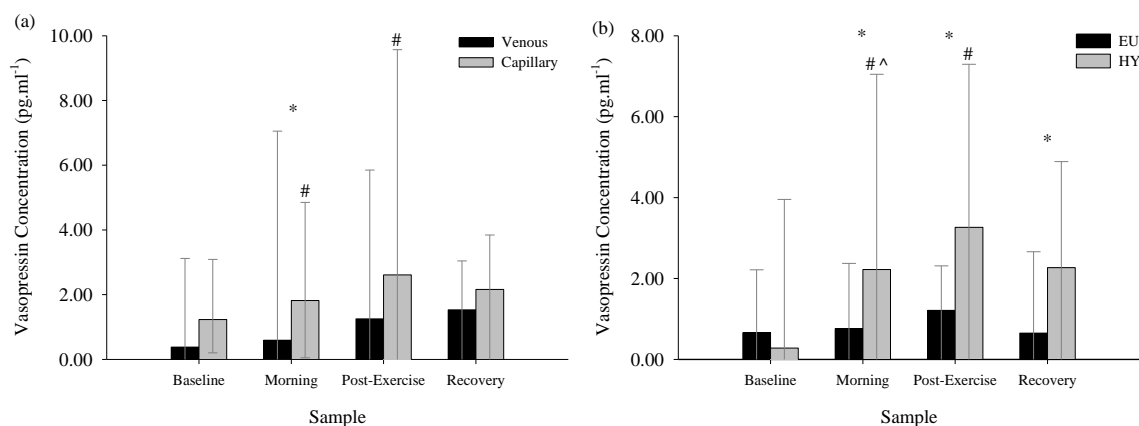 (a)
10.00
8.00
6.00
4.00
2.00
0.00
Vasopressin Concentration (pg.ml-1)
Venous
Capillary
*
#
#
Baseline
Morning
Post-Exercise
Recovery
Sample
(b)
8.00
6.00
4.00
2.00
0.00
Vasopressin Concentration (pg.ml-1)
EU
HY
*
# ^
*
#
*
Baseline
Morning
Post-Exercise
Recovery
Sample